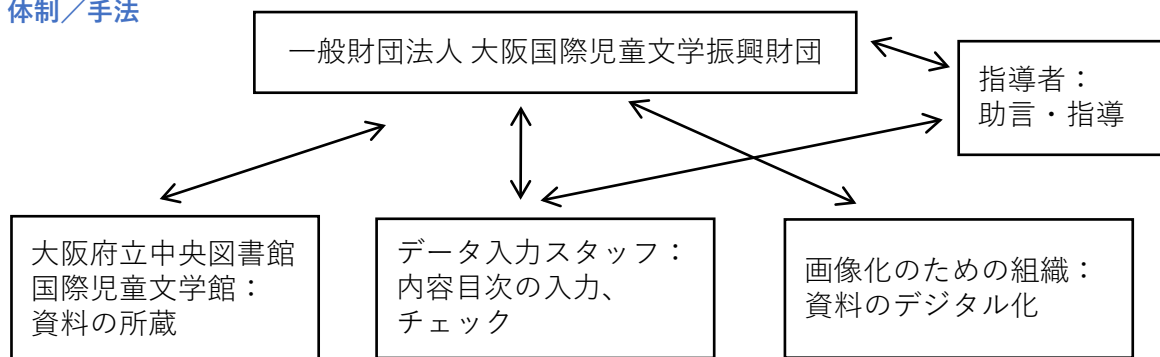 体制／手法
一般財団法人 大阪国際児童文学振興財団
指導者：
助言・指導
大阪府立中央図書館
国際児童文学館：
資料の所蔵
データ入力スタッフ：
内容目次の入力、
チェック
画像化のための組織：
資料のデジタル化